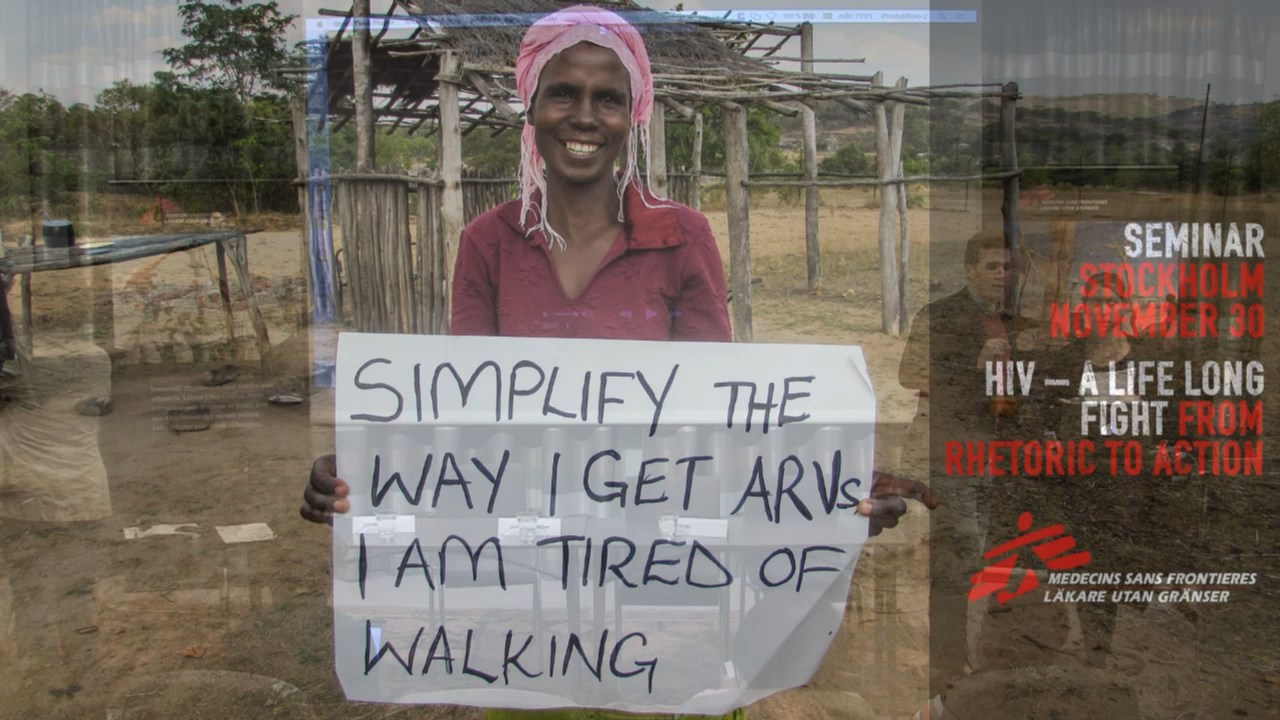 SIMPLIFY THE
WAY I GET ARVs
I AM TIRED OF
WALKING
SEMINAR
STOCKHOLM
NOVEMBER 30
HIV – A LIFE LONG
FIGHT FROM
RHETORIC TO ACTION
MEDECINS SANS FRONTIERES
LÄKARE UTAN GRÄNSER